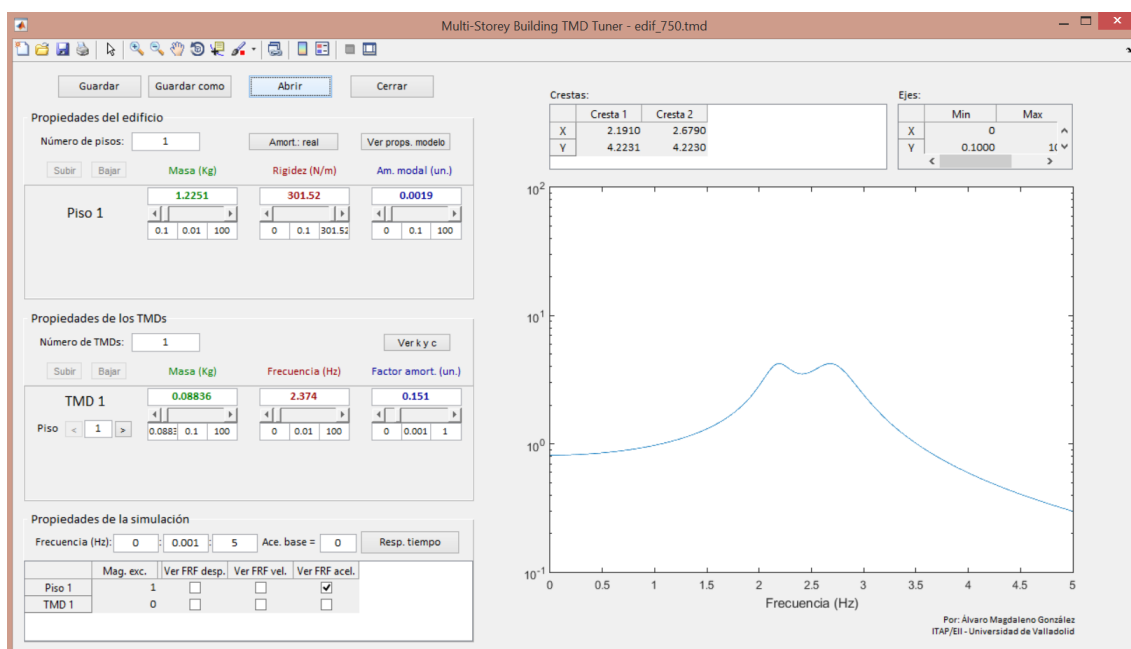 Multi-Storey Building TMD Tuner - edif_750.tmd
Guardar Guardar como Abrir Cerrar
Propiedades del edificio
Número de pisos: 1 Amort.: real Ver props. modelo
Subir Bajar Masa (Kg) Rigidez (N/m) Am. modal (un.)
Piso 1 1.2251 301.52 0.0019
0.1 0.01 100 0 0.1 301.52 0 0.1 100
Propiedades de los TMDs
Número de TMDs: 1 Ver k y c
Subir Bajar Masa (Kg) Frecuencia (Hz) Factor amort. (un.)
TMD 1 0.08836 2.374 0.151
Piso < 1 > 0.0883 0.1 100 0 0.01 100 0 0.001 1
Propiedades de la simulación
Frecuencia (Hz): 0 : 0.001 : 5 Ace. base = 0 Resp. tiempo
Mag. exc. Ver FRF desp. Ver FRF vel. Ver FRF acel.
Piso 1 1
TMD 1 0
Crestas:
Cresta 1 Cresta 2
X 2.1910 2.6790
Y 4.2231 4.2230
Ejes:
Min Max
X 0
Y 0.1000 10
10^2
10^1
10^0
10^-1
0 0.5 1 1.5 2 2.5 3 3.5 4 4.5 5
Frecuencia (Hz)
Por: Álvaro Magdaleno González
ITAP/EII - Universidad de Valladolid